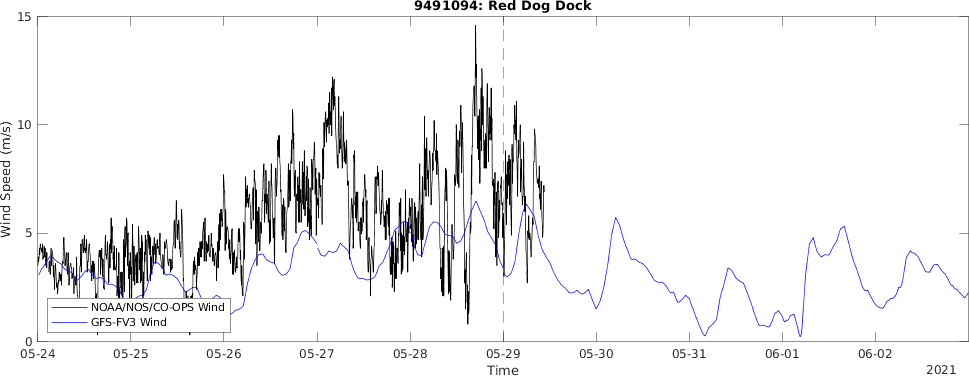 9491094: Red Dog Dock
15
10
5
0
Wind Speed (m/s)
NOAA/NOS/CO-OPS Wind
GFS-FV3 Wind
05-24 05-25 05-26 05-27 05-28 05-29 05-30 05-31 06-01 06-02
Time
2021